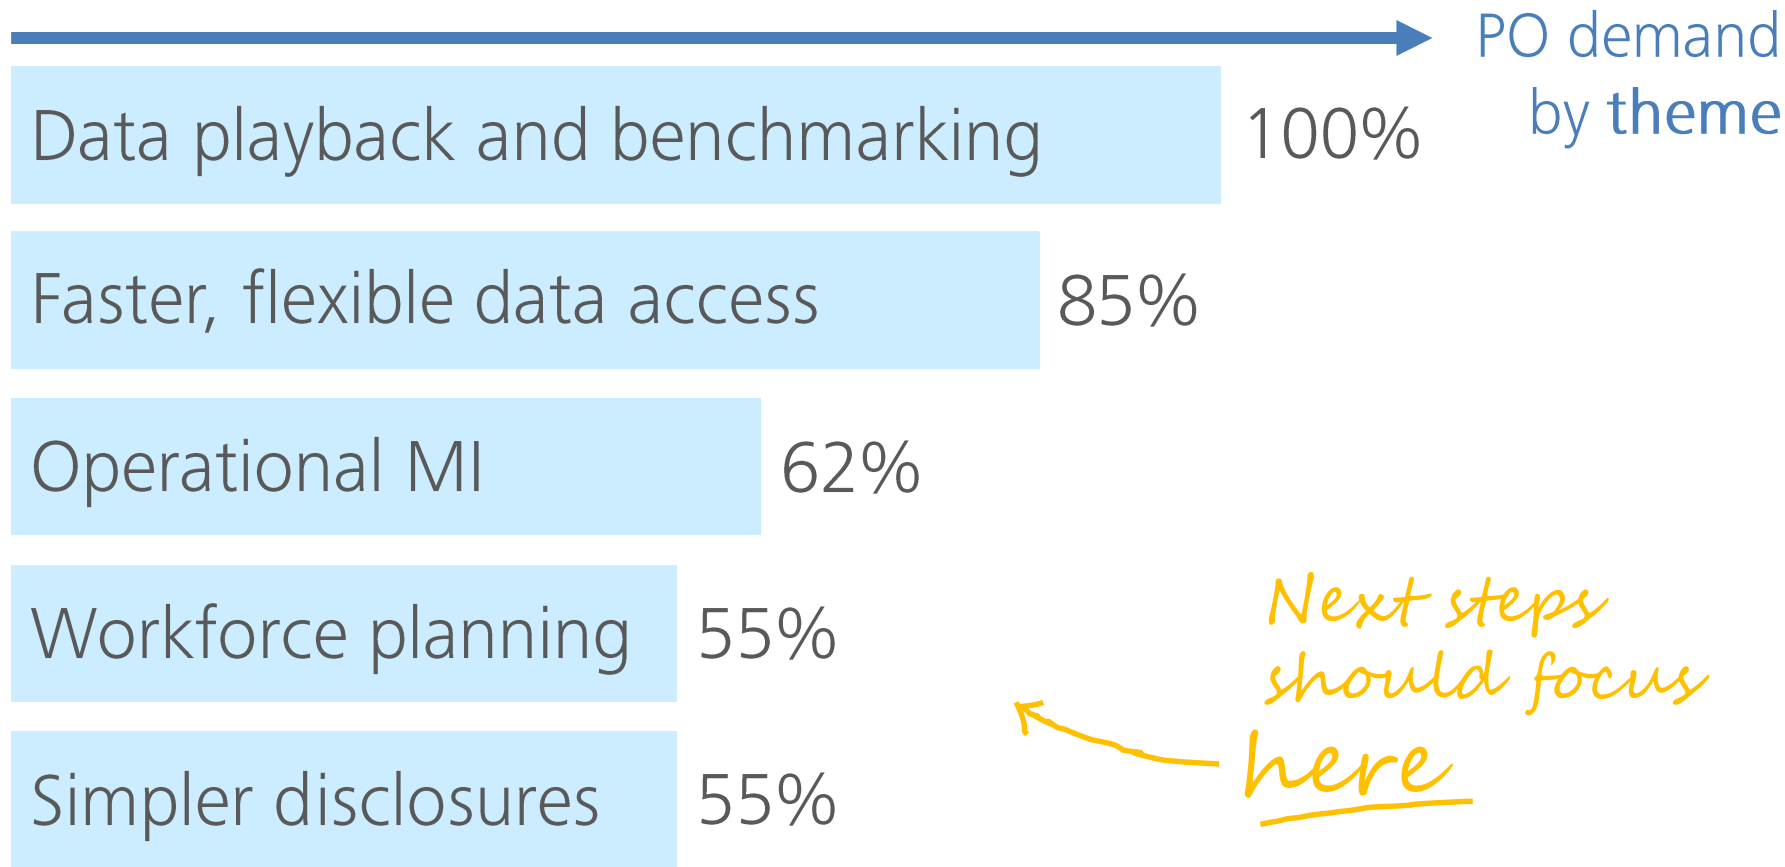 PO demand
by theme
Data playback and benchmarking 100%
Faster, flexible data access 85%
Operational MI 62%
Workforce planning 55%
Simpler disclosures 55%
Next steps
should focus
here